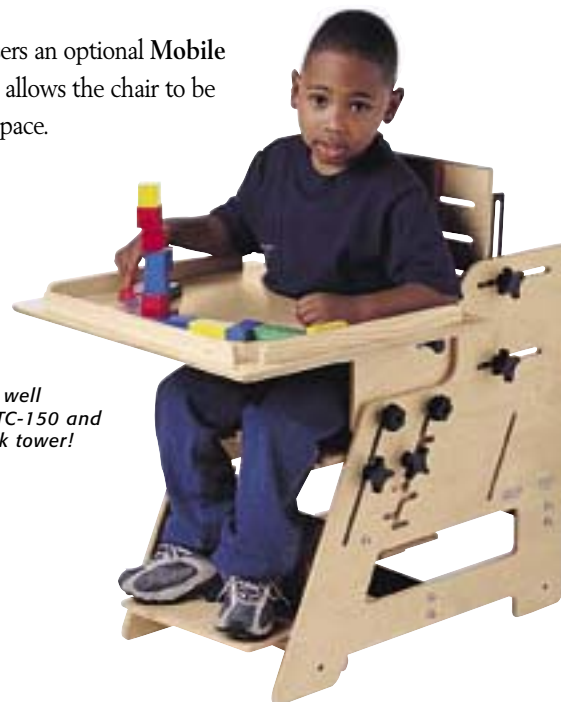 ers an optional Mobile
allows the chair to be
pace.
well
TC-150 and
k tower!